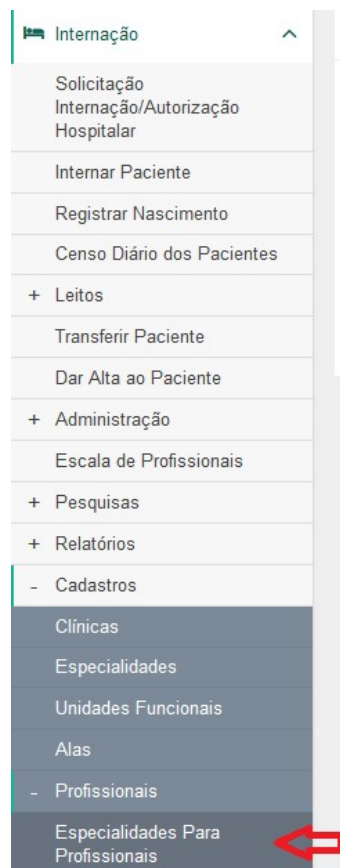 Internação
Solicitação
Internação/Autorização
Hospitalar
Internar Paciente
Registrar Nascimento
Censo Diário dos Pacientes
+ Leitos
Transferir Paciente
Dar Alta ao Paciente
+ Administração
Escala de Profissionais
+ Pesquisas
+ Relatórios
- Cadastros
Clínicas
Especialidades
Unidades Funcionais
Alas
- Profissionais
Especialidades Para
Profissionais